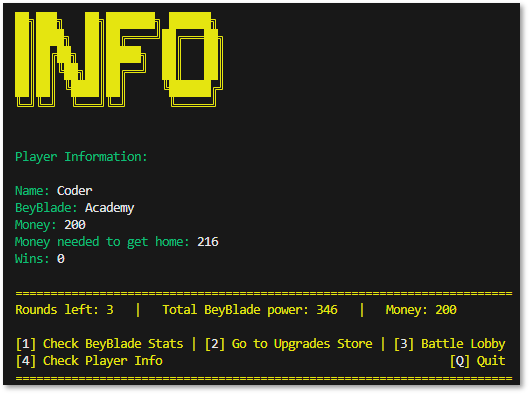 INFO
Player Information:
Name: Coder
BeyBlade: Academy
Money: 200
Money needed to get home: 216
Wins: 0
=======================================================================
Rounds left: 3   |   Total BeyBlade power: 346   |   Money: 200
[1] Check BeyBlade Stats | [2] Go to Upgrades Store | [3] Battle Lobby
[4] Check Player Info                                         [Q] Quit
=======================================================================